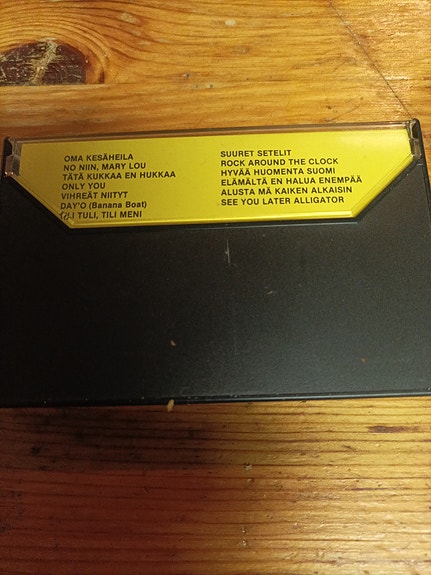 OMA KESÄHEILA
NO NIIN, MARY LOU
TÄTÄ KUKKAA EN HUKKAA
ONLY YOU
VIHREÄT NIITYT
DAY'O (Banana Boat)
TILI TULI, TILI MENI
SUURET SETELIT
ROCK AROUND THE CLOCK
HYVÄÄ HUOMENTA SUOMI
ELÄMÄLTÄ EN HALUA ENEMPÄÄ
ALUSTA MÄ KAIKEN ALKAISIN
SEE YOU LATER ALLIGATOR